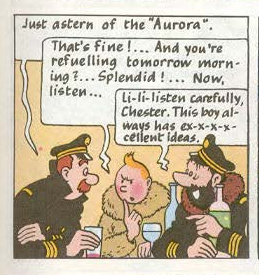 Just astern of the "Aurora".
That's fine!... And you're
refuelling tomorrow morn-
ing?... Splendid!... Now,
listen...
Li-li-listen carefully,
Chester. This boy al-
ways has ex-x-x-x-
cellent ideas.